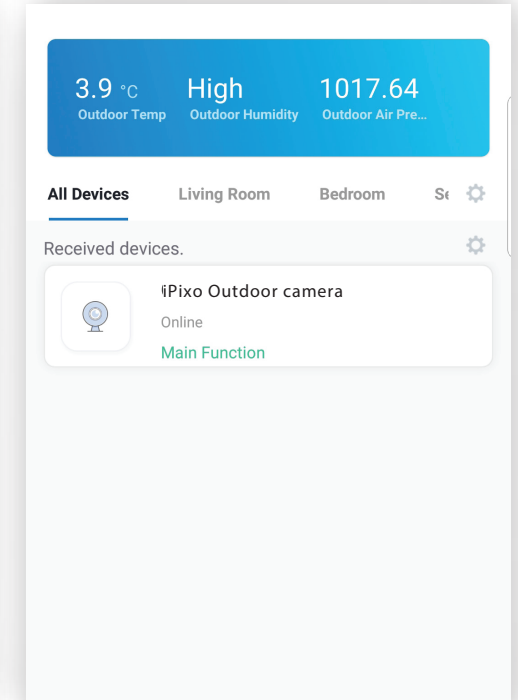 3.9 °C High 1017.64
Outdoor Temp Outdoor Humidity Outdoor Air Pre...
All Devices Living Room Bedroom Se
Received devices.
iPixo Outdoor camera
Online
Main Function